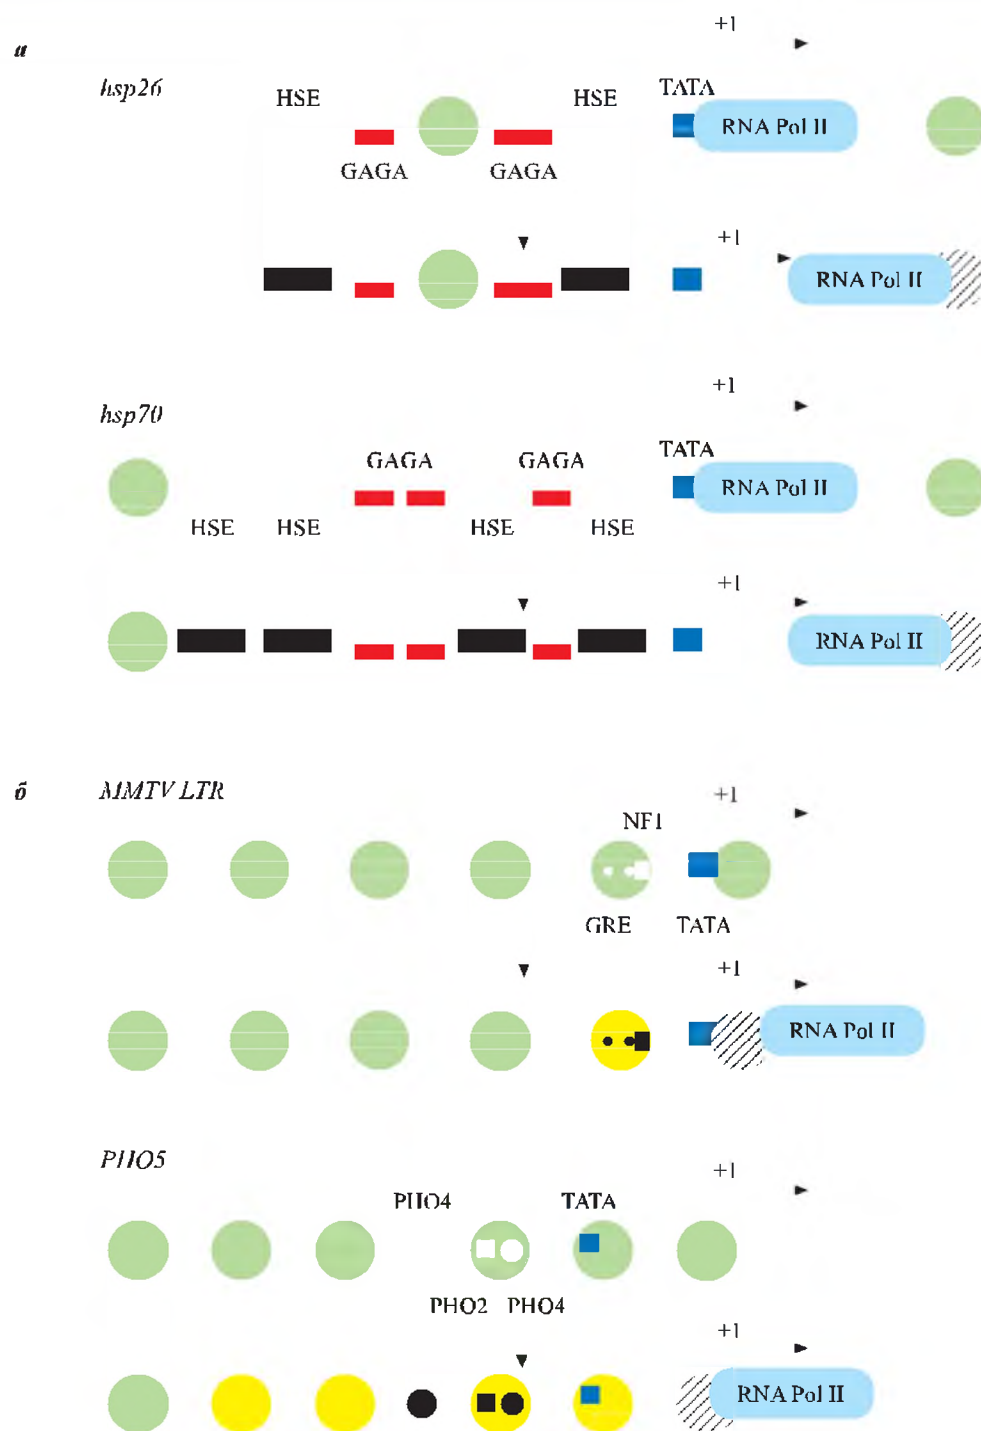 а
+1
hsp26
HSE
HSE
TATA
RNA Pol II
GAGA
GAGA
+1
RNA Pol II
+1
hsp70
GAGA
GAGA
TATA
RNA Pol II
HSE
HSE
HSE
HSE
+1
RNA Pol II
б
MMTV LTR
+1
NF1
GRE
TATA
+1
RNA Pol II
PHO5
+1
PHO4
TATA
PHO2
PHO4
+1
RNA Pol II